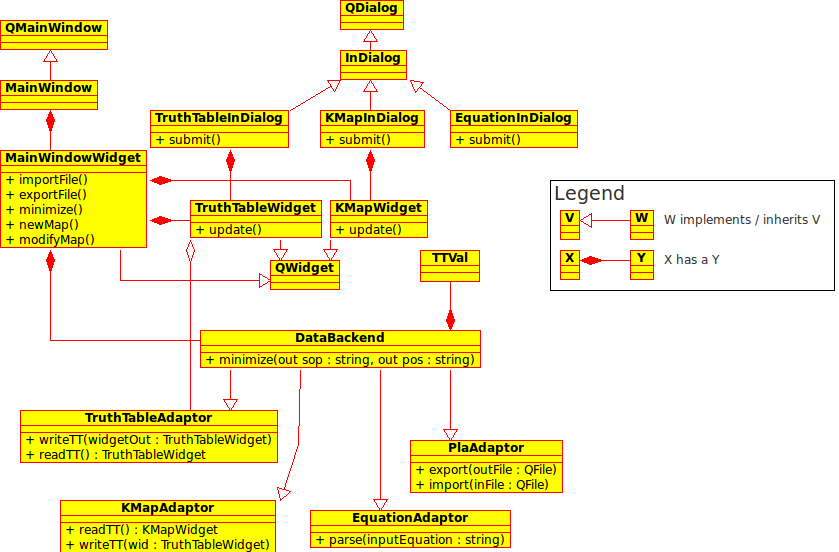 QDialog
QMainWindow
InDialog
MainWindow
TruthTableInDialog
+ submit()
KMapInDialog
+ submit()
EquationInDialog
+ submit()
MainWindowWidget
+ importFile()
+ exportFile()
+ minimize()
+ newMap()
+ modifyMap()
TruthTableWidget
+ update()
KMapWidget
+ update()
Legend
V
W
W implements / inherits V
X
Y
X has a Y
QWidget
TTVal
DataBackend
+ minimize(out sop : string, out pos : string)
TruthTableAdaptor
+ writeTT(widgetOut : TruthTableWidget)
+ readTT() : TruthTableWidget
PlaAdaptor
+ export(outFile : QFile)
+ import(inFile : QFile)
KMapAdaptor
+ readTT() : KMapWidget
+ writeTT(wid : TruthTableWidget)
EquationAdaptor
+ parse(inputEquation : string)